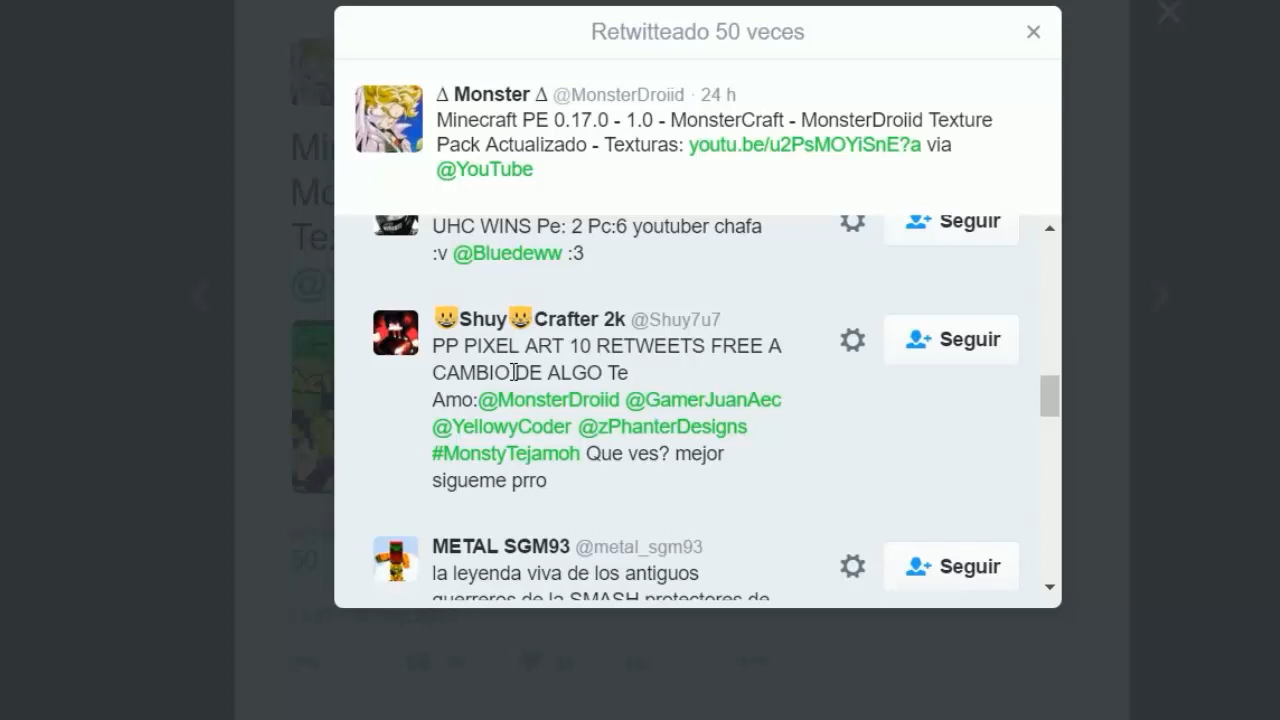 Retwitteado 50 veces
Δ Monster Δ @MonsterDroiid · 24 h
Minecraft PE 0.17.0 - 1.0 - MonsterCraft - MonsterDroiid Texture
Pack Actualizado - Texturas: youtu.be/u2PsMOYiSnE?a via
@YouTube
UHC WINS Pe: 2 Pc:6 youtuber chafa
:v @Bluedeww :3
Seguir
😺Shuy😺Crafter 2k @Shuy7u7
PP PIXEL ART 10 RETWEETS FREE A
CAMBIO DE ALGO Te
Amo:@MonsterDroiid @GamerJuanAec
@YellowyCoder @zPhanterDesigns
#MonstyTejamoh Que ves? mejor
sigueme prro
Seguir
METAL SGM93 @metal_sgm93
la leyenda viva de los antiguos
guerreros de la SMASH protectores de
Seguir
Mi
Mo
Te
@
50